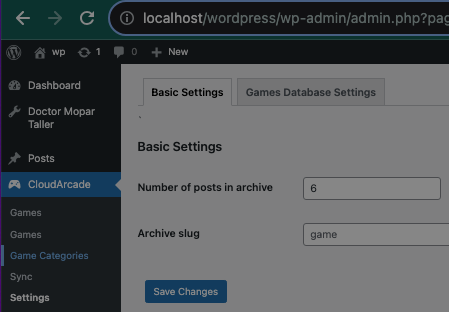 localhost/wordpress/wp-admin/admin.php?pag
wp 1 0 New
Dashboard
Doctor Mopar
Taller
Posts
CloudArcade
Games
Games
Game Categories
Sync
Settings
Basic Settings Games Database Settings
Basic Settings
Number of posts in archive 6
Archive slug game
Save Changes